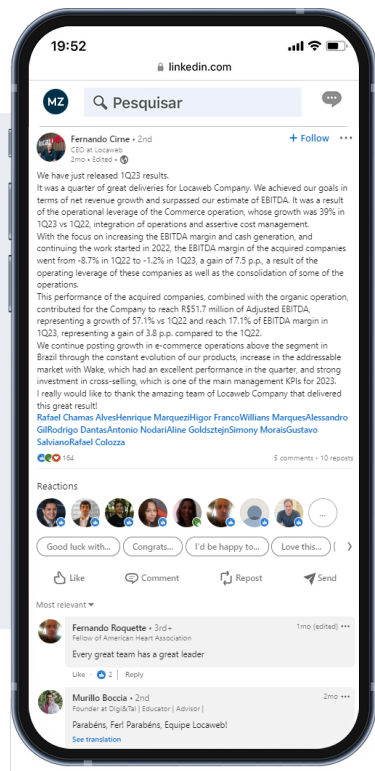 19:52
linkedin.com
MZ
Pesquisar
Fernando Cirne • 2nd
+ Follow •••
CEO at Locaweb
2mo • Edited •
We have just released 1Q23 results.
It was a quarter of great deliveries for Locaweb Company. We achieved our goals in
terms of net revenue growth and surpassed our estimate of EBITDA. It was a result
of the operational leverage of the Commerce operation, whose growth was 39% in
1Q23 vs 1Q22, integration of operations and assertive cost management.
With the focus on increasing the EBITDA margin and cash generation, and
continuing the work started in 2022, the EBITDA margin of the acquired companies
went from -8.7% in 1Q22 to -1.2% in 1Q23, a gain of 7.5 p.p., a result of the
operating leverage of these companies as well as the consolidation of some of the
operations.
This performance of the acquired companies, combined with the organic operation,
contributed for the Company to reach R$51.7 million of Adjusted EBITDA,
representing a growth of 57.1% vs 1Q22 and reach 17.1% of EBITDA margin in
1Q23, representing a gain of 3.8 p.p. compared to the 1Q22.
We continue posting growth in e-commerce operations above the segment in
Brazil through the constant evolution of our products, increase in the addressable
market with Wake, which had an excellent performance in the quarter, and strong
investment in cross-selling, which is one of the main management KPIs for 2023.
I really would like to thank the amazing team of Locaweb Company that delivered
this great result!
Rafael Chamas AlvesHenrique MarqueziHigor FrancoWillians MarquesAlessandro
GilRodrigo DantasAntonio NodariAline GoldsztejnSimony MoraisGustavo
SalvianoRafael Colozza
164
5 comments • 10 reposts
Reactions
...
Good luck with...
Congrats...
I'd be happy to...
Love this...
Like
Comment
Repost
Send
Most relevant
Fernando Roquette • 3rd+
1mo (edited) •••
Fellow of American Heart Association
Every great team has a great leader
Like · 2 | Reply
Murillo Boccia • 2nd
2mo •••
Founder at Digi&Tal | Educator | Advisor |
Parabéns, Fer! Parabéns, Equipe Locaweb!
See translation